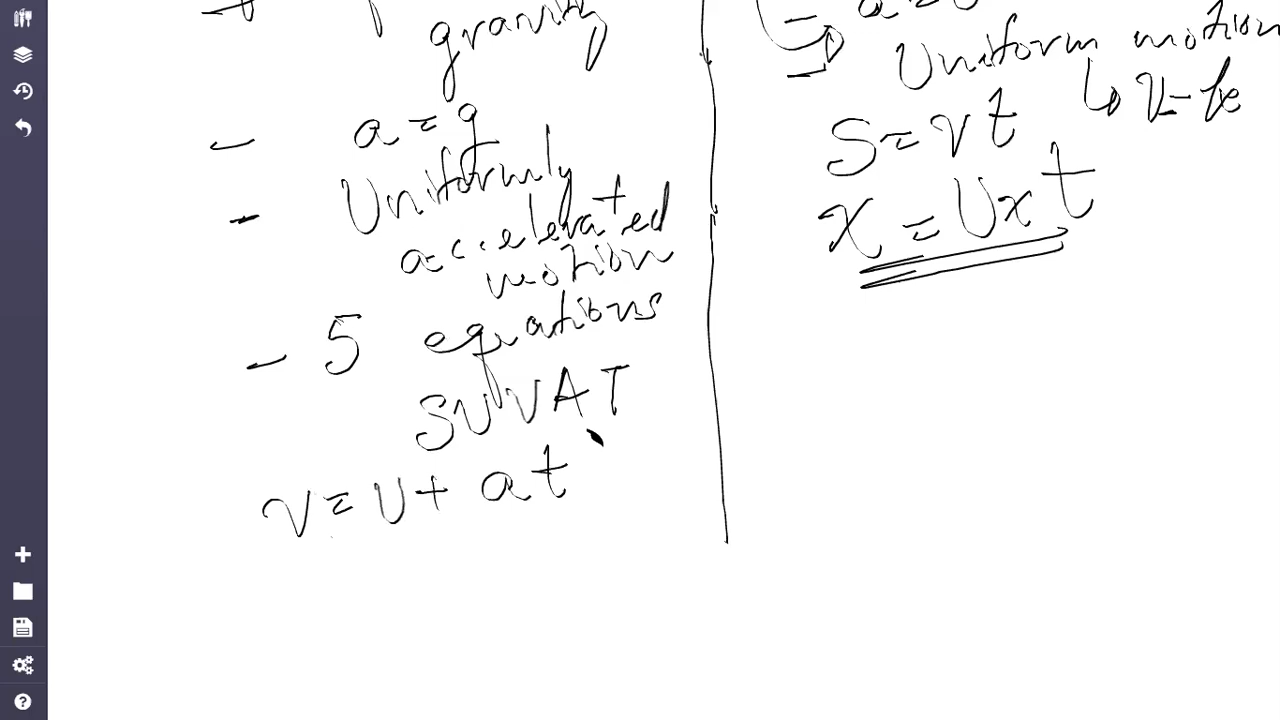 gravity
- a = g
- Uniformly
accelerated
motion
- 5 equations
SUVAT
v = u + at
Uniform motion
S = vt
x = Ux t